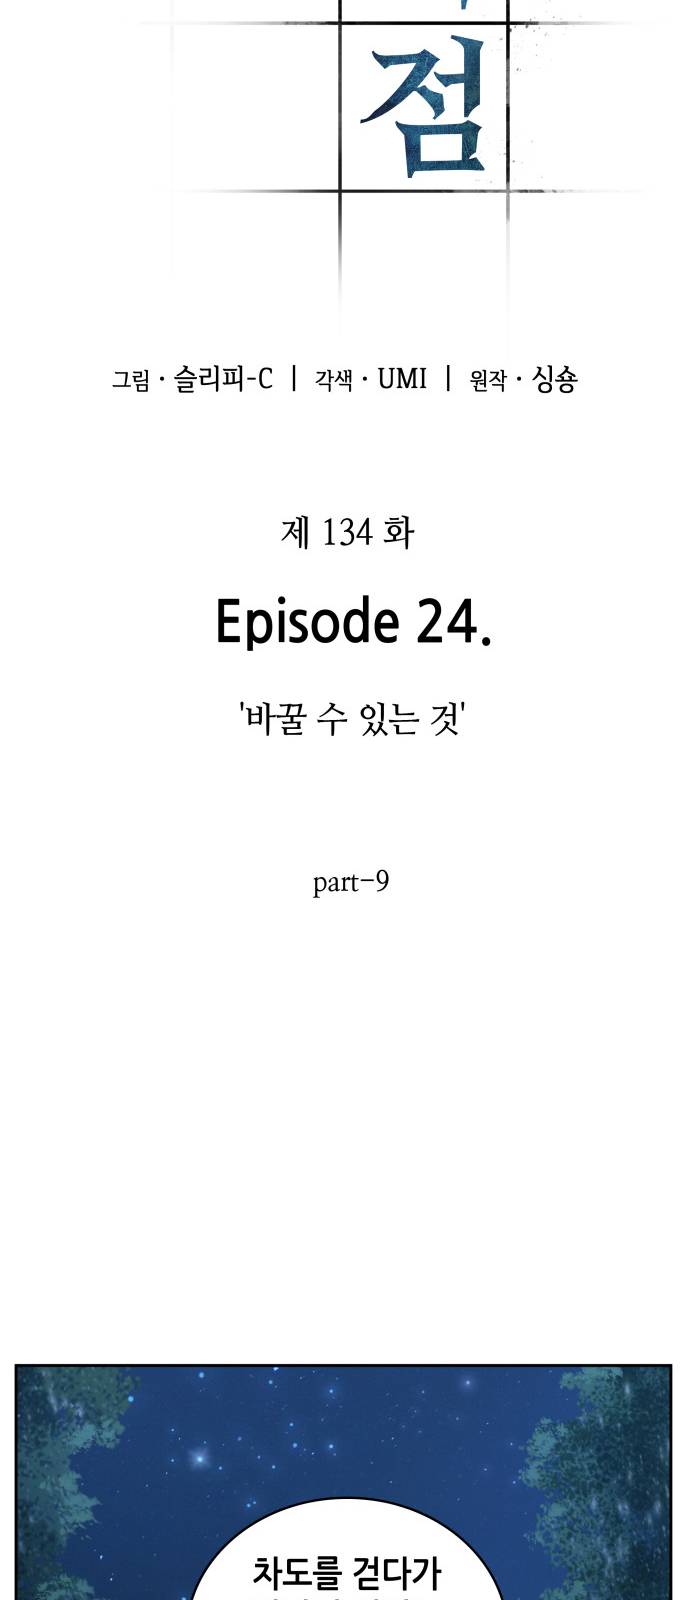 점
그림 · 슬리피-C | 각색 · UMI | 원작 · 싱숑
제 134 화
Episode 24.
'바꿀 수 있는 것'
part-9
차도를 걷다가